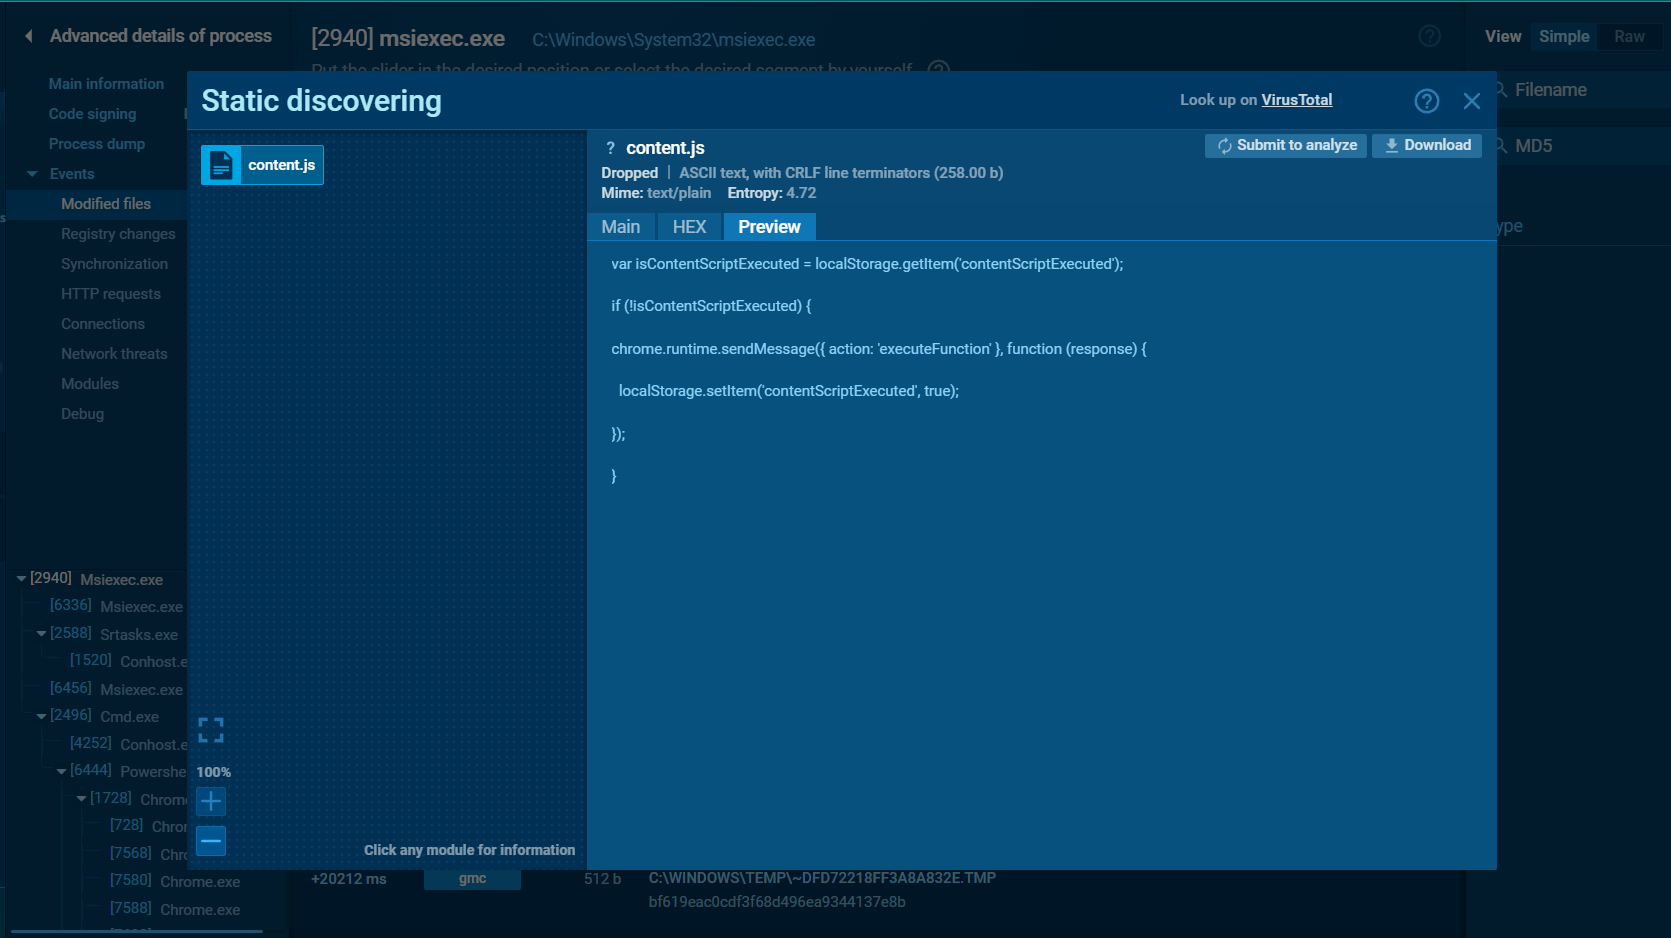 Advanced details of process
[2940] msiexec.exe C:\Windows\System32\msiexec.exe
View Simple Raw
Put the slider in the desired position or select the desired segment by yourself
Main information
Code signing
Process dump
Events
Modified files
Registry changes
Synchronization
HTTP requests
Connections
Network threats
Modules
Debug
Filename
MD5
ype
Static discovering
Look up on VirusTotal
content.js
? content.js
Submit to analyze
Download
Dropped | ASCII text, with CRLF line terminators (258.00 b)
Mime: text/plain Entropy: 4.72
Main HEX Preview
var isContentScriptExecuted = localStorage.getItem('contentScriptExecuted');
if (!isContentScriptExecuted) {
chrome.runtime.sendMessage({ action: 'executeFunction' }, function (response) {
localStorage.setItem('contentScriptExecuted', true);
});
}
100%
Click any module for information
[2940] Msiexec.exe
[6336] Msiexec.exe
[2588] Srtasks.exe
[1520] Conhost.e
[6456] Msiexec.exe
[2496] Cmd.exe
[4252] Conhost.e
[6444] Powershe
[1728] Chrome
[728] Chror
[7568] Chro
[7580] Chrome.exe
[7588] Chrome.exe
+20212 ms gmc 512 b C:\WINDOWS\TEMP\~DFD72218FF3A8A832E.TMP
bf619eac0cdf3f68d496ea9344137e8b